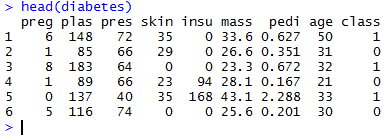 > head(diabetes)
preg plas pres skin insu mass pedi age class
1 6 148 72 35 0 33.6 0.627 50 1
2 1 85 66 29 0 26.6 0.351 31 0
3 8 183 64 0 0 23.3 0.672 32 1
4 1 89 66 23 94 28.1 0.167 21 0
5 0 137 40 35 168 43.1 2.288 33 1
6 5 116 74 0 0 25.6 0.201 30 0
>